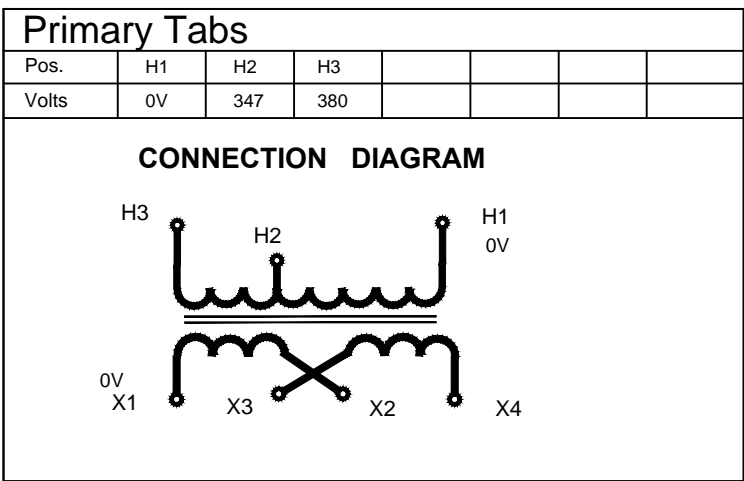 Primary Tabs
Pos. H1 H2 H3
Volts 0V 347 380
CONNECTION DIAGRAM
H3 H2 H1
0V
0V
X1 X3 X2 X4